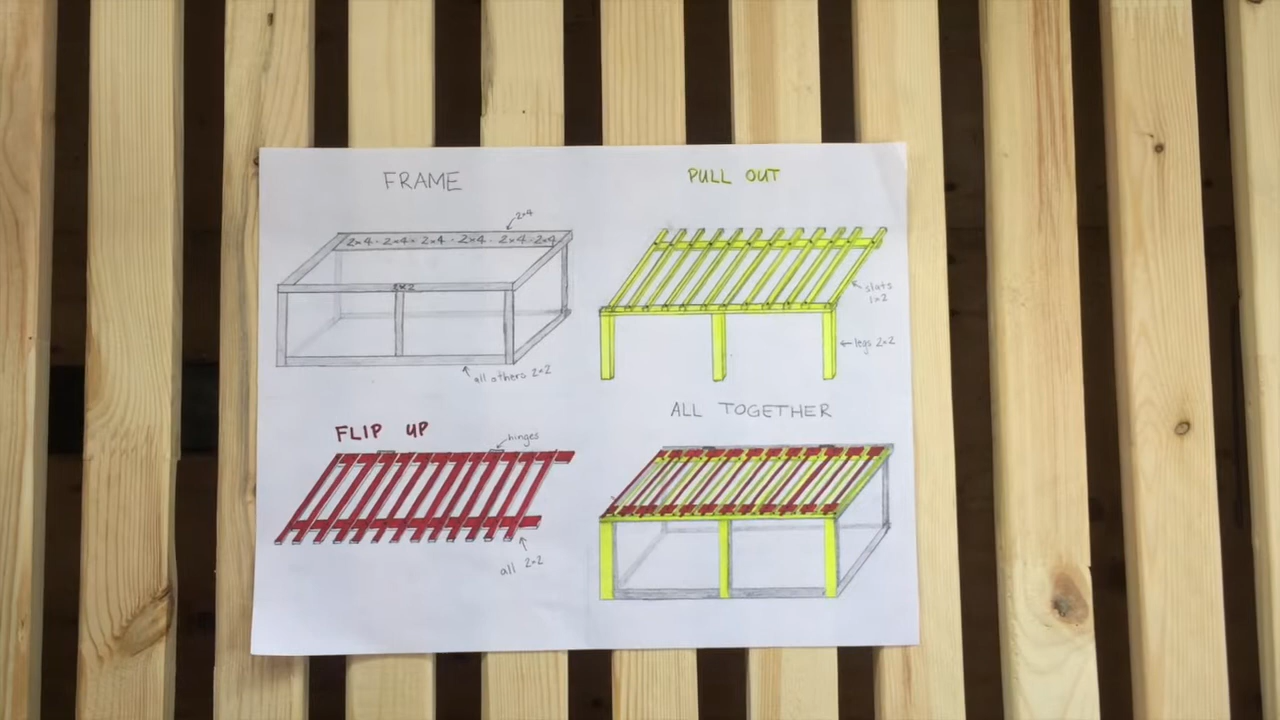 FRAME
2×4
2×4 - 2×4 - 2×4 - 2×4 - 2×4 - 2×4
2×2
all others 2×2
PULL OUT
slats
1×2
legs 2×2
FLIP UP
hinges
all 2×2
ALL TOGETHER